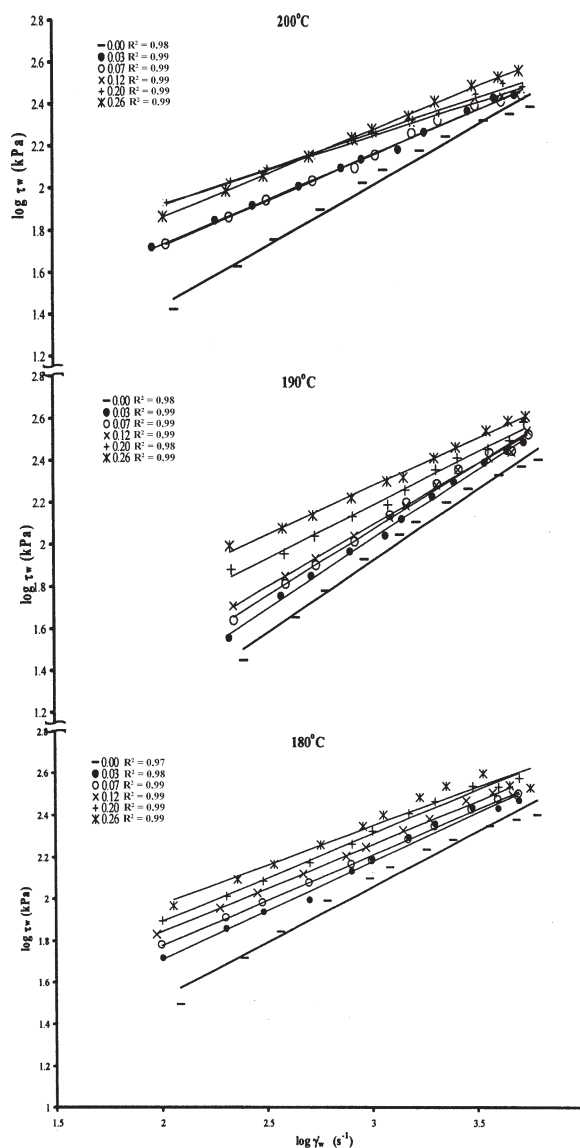 200°C
2.8
2.4
2.0
1.8
1.6
1.4
1.2
log τw (kPa)
0.00 R² = 0.98
0.03 R² = 0.99
0.07 R² = 0.99
0.12 R² = 0.99
0.20 R² = 0.99
0.26 R² = 0.99
190°C
2.8
2.6
2.4
2.2
2.0
1.8
1.6
1.4
1.2
log τw (kPa)
0.00 R² = 0.98
0.03 R² = 0.99
0.07 R² = 0.99
0.12 R² = 0.99
0.20 R² = 0.98
0.26 R² = 0.99
180°C
2.8
2.6
2.4
2.2
2.0
1.8
1.6
1.4
1.2
1
log τw (kPa)
0.00 R² = 0.97
0.03 R² = 0.98
0.07 R² = 0.99
0.12 R² = 0.99
0.20 R² = 0.99
0.26 R² = 0.99
1.5 2 2.5 3 3.5
log γ̇w (s⁻¹)